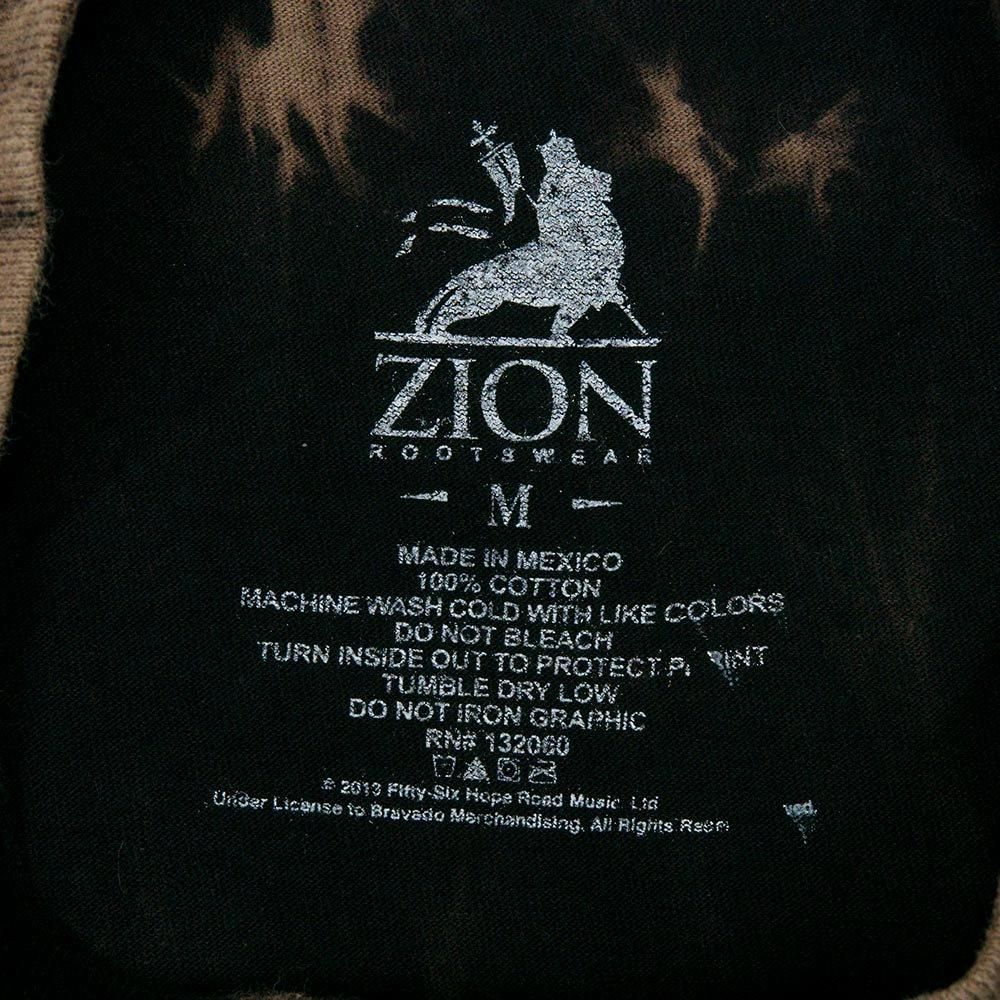 ZION
ROOTSWEAR
M
MADE IN MEXICO
100% COTTON
MACHINE WASH COLD WITH LIKE COLORS
DO NOT BLEACH
TURN INSIDE OUT TO PROTECT PRINT
TUMBLE DRY LOW
DO NOT IRON GRAPHIC
RN# 132060
© 2013 Fifty-Six Hope Road Music, Ltd
Under License to Bravado Merchandising. All Rights Reserved.